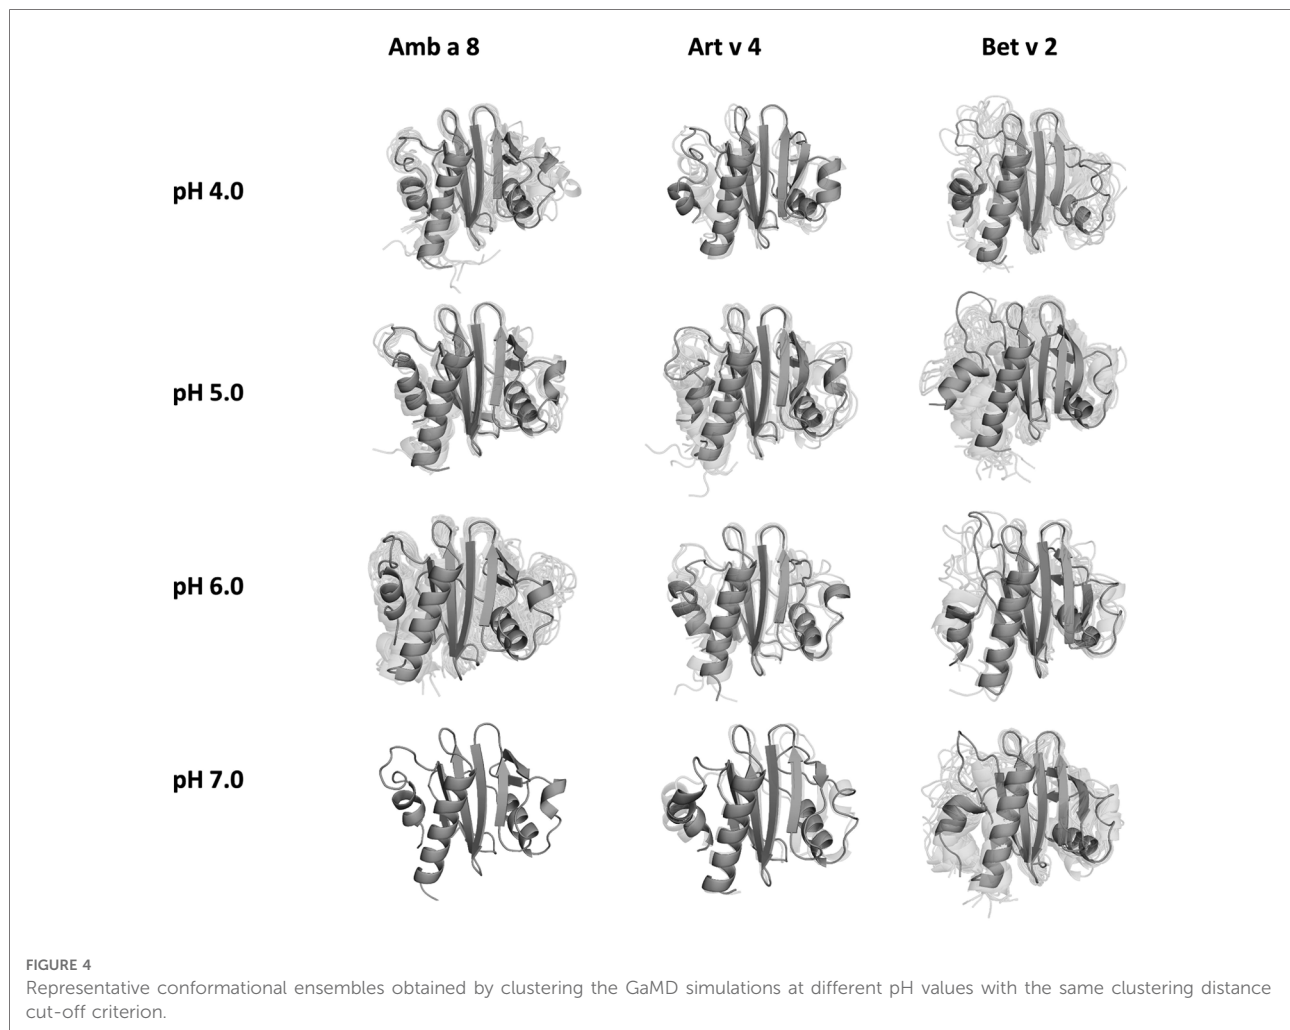 Amb a 8 Art v 4 Bet v 2
pH 4.0
pH 5.0
pH 6.0
pH 7.0
FIGURE 4
Representative conformational ensembles obtained by clustering the GaMD simulations at different pH values with the same clustering distance
cut-off criterion.